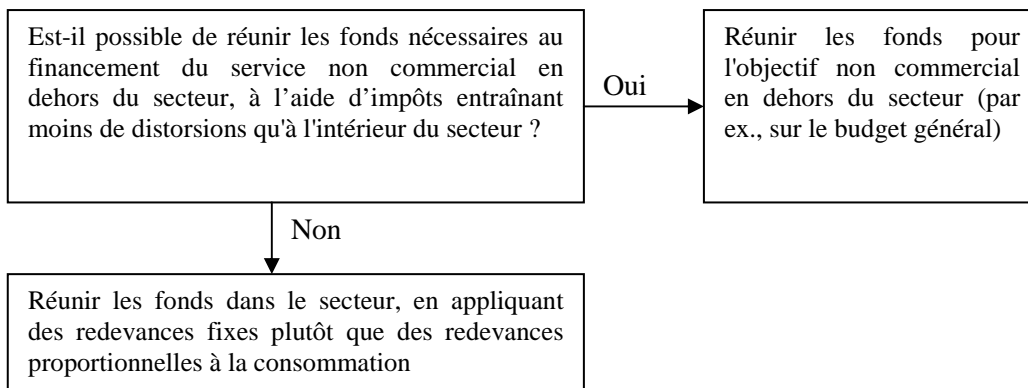 Est-il possible de réunir les fonds nécessaires au
financement du service non commercial en
dehors du secteur, à l’aide d’impôts entraînant
moins de distorsions qu'à l'intérieur du secteur ?
Oui
Réunir les fonds pour
l'objectif non commercial
en dehors du secteur (par
ex., sur le budget général)
Non
Réunir les fonds dans le secteur, en appliquant
des redevances fixes plutôt que des redevances
proportionnelles à la consommation